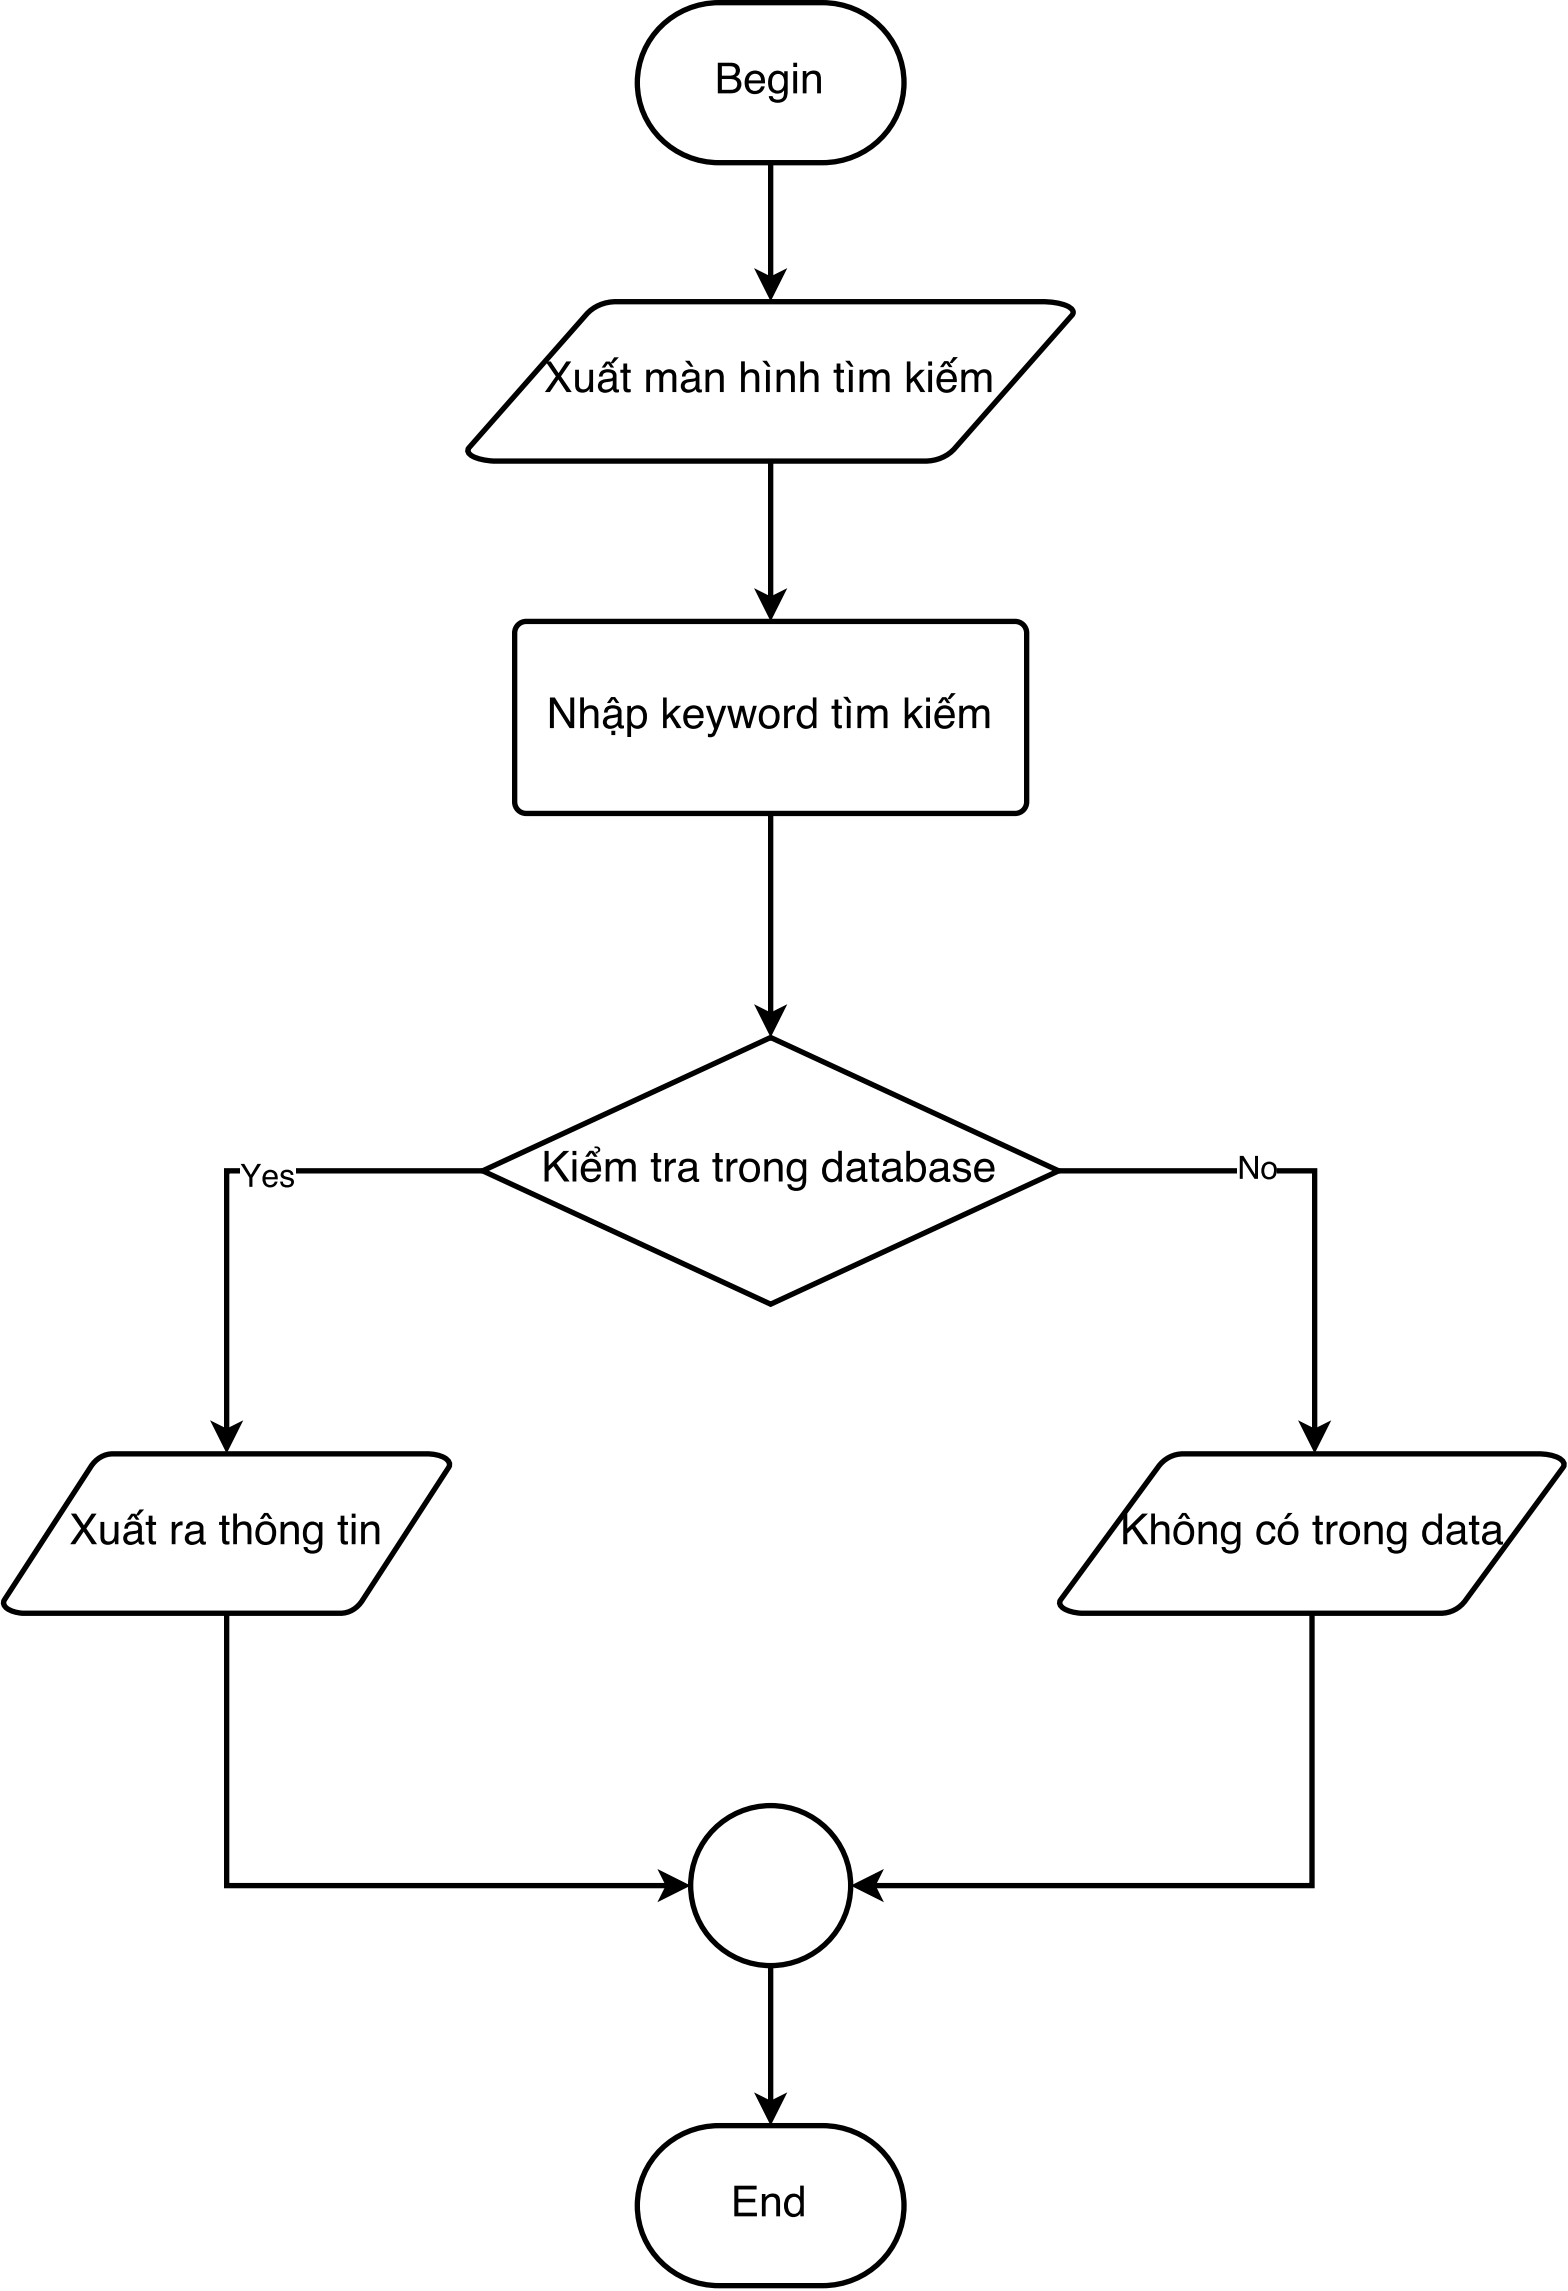 Begin
Xuất màn hình tìm kiếm
Nhập keyword tìm kiếm
Kiểm tra trong database
Yes
No
Xuất ra thông tin
Không có trong data
End